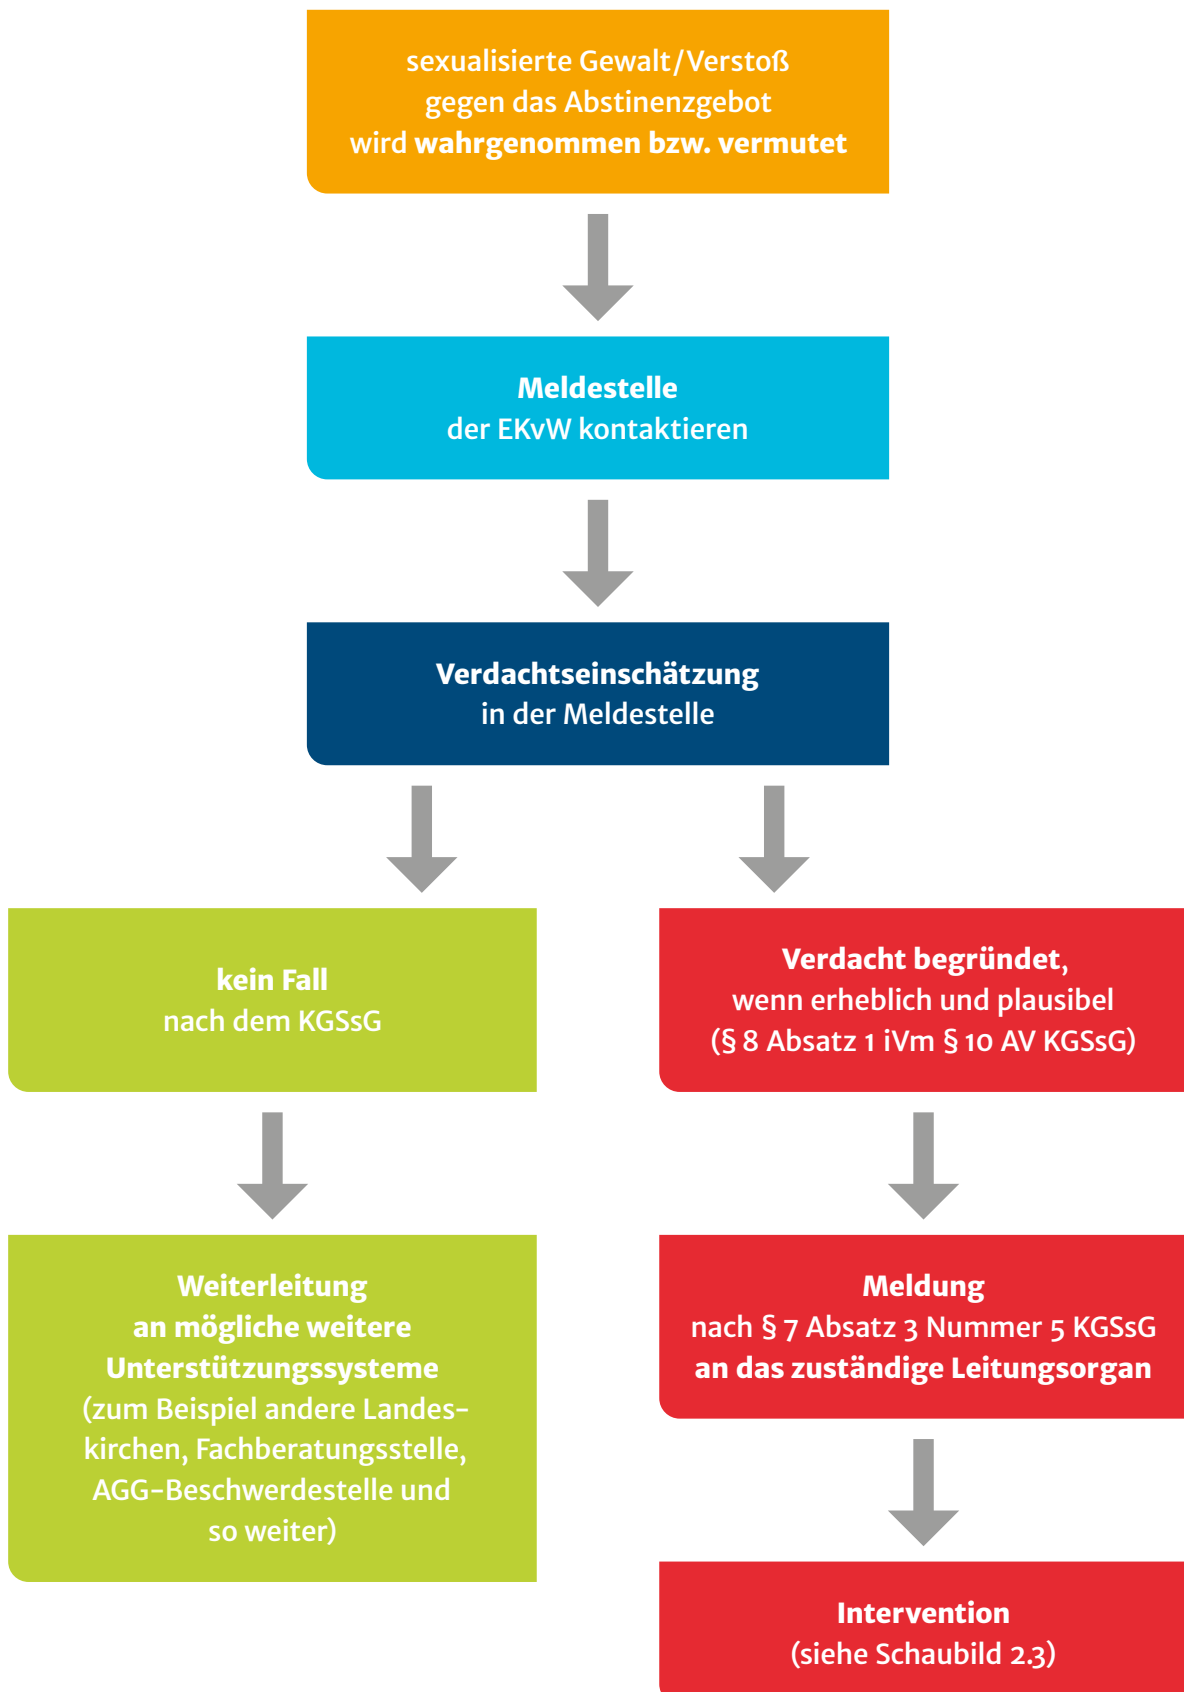 sexualisierte Gewalt/Verstoß
gegen das Abstinenzgebot
wird wahrgenommen bzw. vermutet
Meldestelle
der EKvW kontaktieren
Verdachtseinschätzung
in der Meldestelle
kein Fall
nach dem KGSsG
Verdacht begründet,
wenn erheblich und plausibel
(§ 8 Absatz 1 iVm § 10 AV KGSsG)
Weiterleitung
an mögliche weitere
Unterstützungssysteme
(zum Beispiel andere Landes-
kirchen, Fachberatungsstelle,
AGG-Beschwerdestelle und
so weiter)
Meldung
nach § 7 Absatz 3 Nummer 5 KGSsG
an das zuständige Leitungsorgan
Intervention
(siehe Schaubild 2.3)